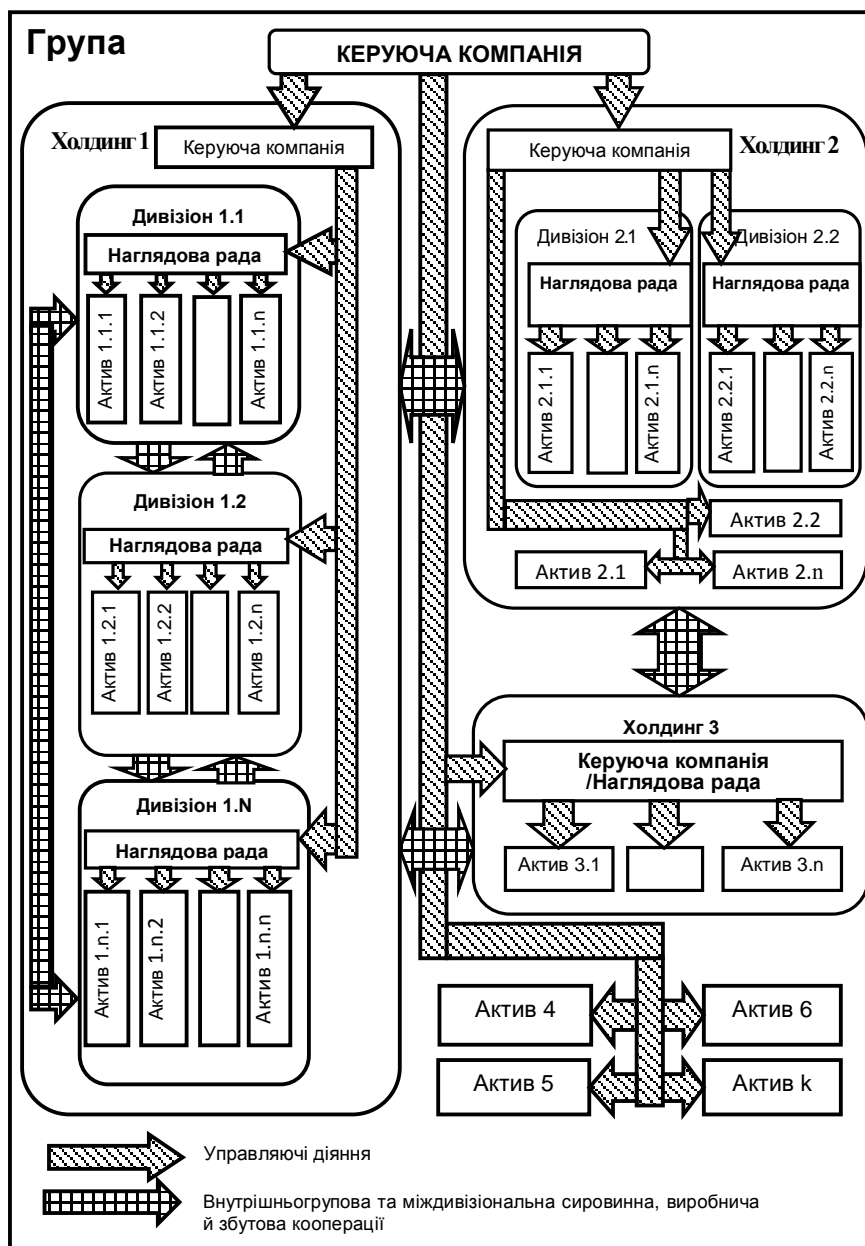 Група
КЕРУЮЧА КОМПАНІЯ
Холдинг 1
Керуюча компанія
Дивізіон 1.1
Наглядова рада
Актив 1.1.1
Актив 1.1.2
Актив 1.1.n
Дивізіон 1.2
Наглядова рада
Актив 1.2.1
Актив 1.2.2
Актив 1.2.n
Дивізіон 1.N
Наглядова рада
Актив 1.n.1
Актив 1.n.2
Актив 1.n.n
Керуюча компанія
Холдинг 2
Дивізіон 2.1
Наглядова рада
Актив 2.1.1
Актив 2.1.n
Дивізіон 2.2
Наглядова рада
Актив 2.2.1
Актив 2.2.n
Актив 2.2
Актив 2.1
Актив 2.n
Холдинг 3
Керуюча компанія
/Наглядова рада
Актив 3.1
Актив 3.n
Актив 4
Актив 6
Актив 5
Актив k
Управляючі діяння
Внутрішньогрупова та міждивізіональна сировинна, виробнича
й збутова кооперації